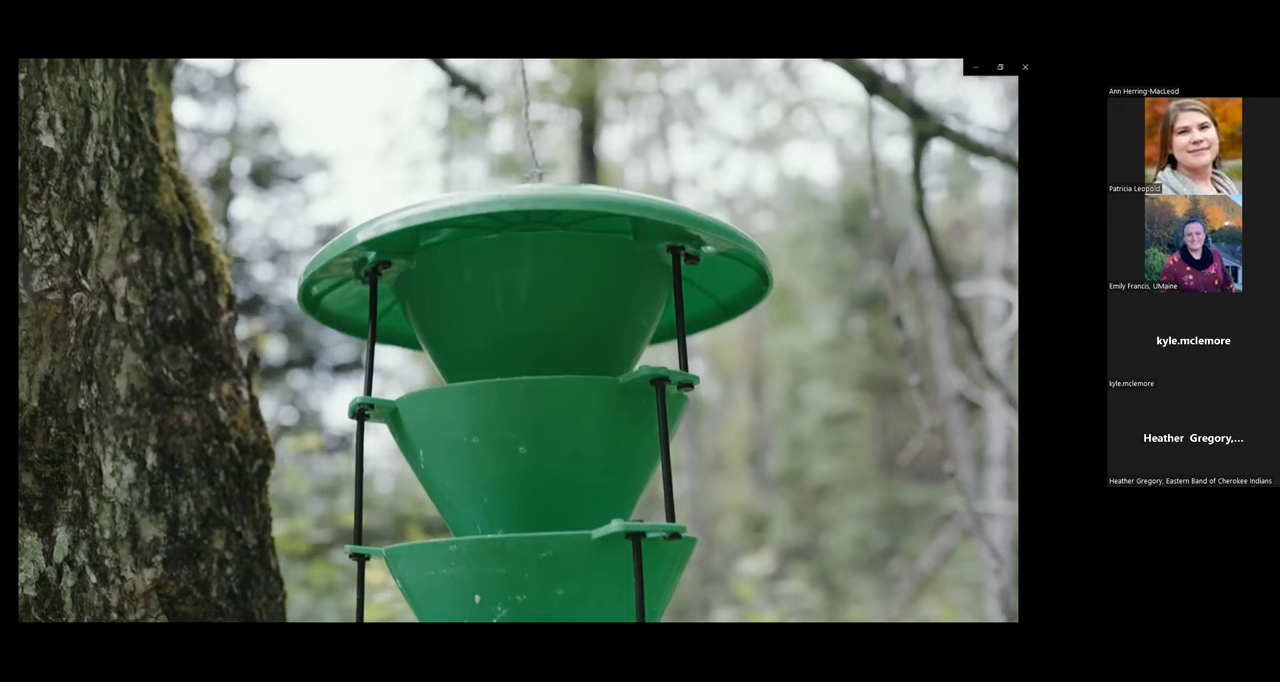 Ann Herring-MacLeod
Patricia Leopold
Emily Francis, UMaine
kyle.mclemore
kyle.mclemore
Heather Gregory,...
Heather Gregory, Eastern Band of Cherokee Indians